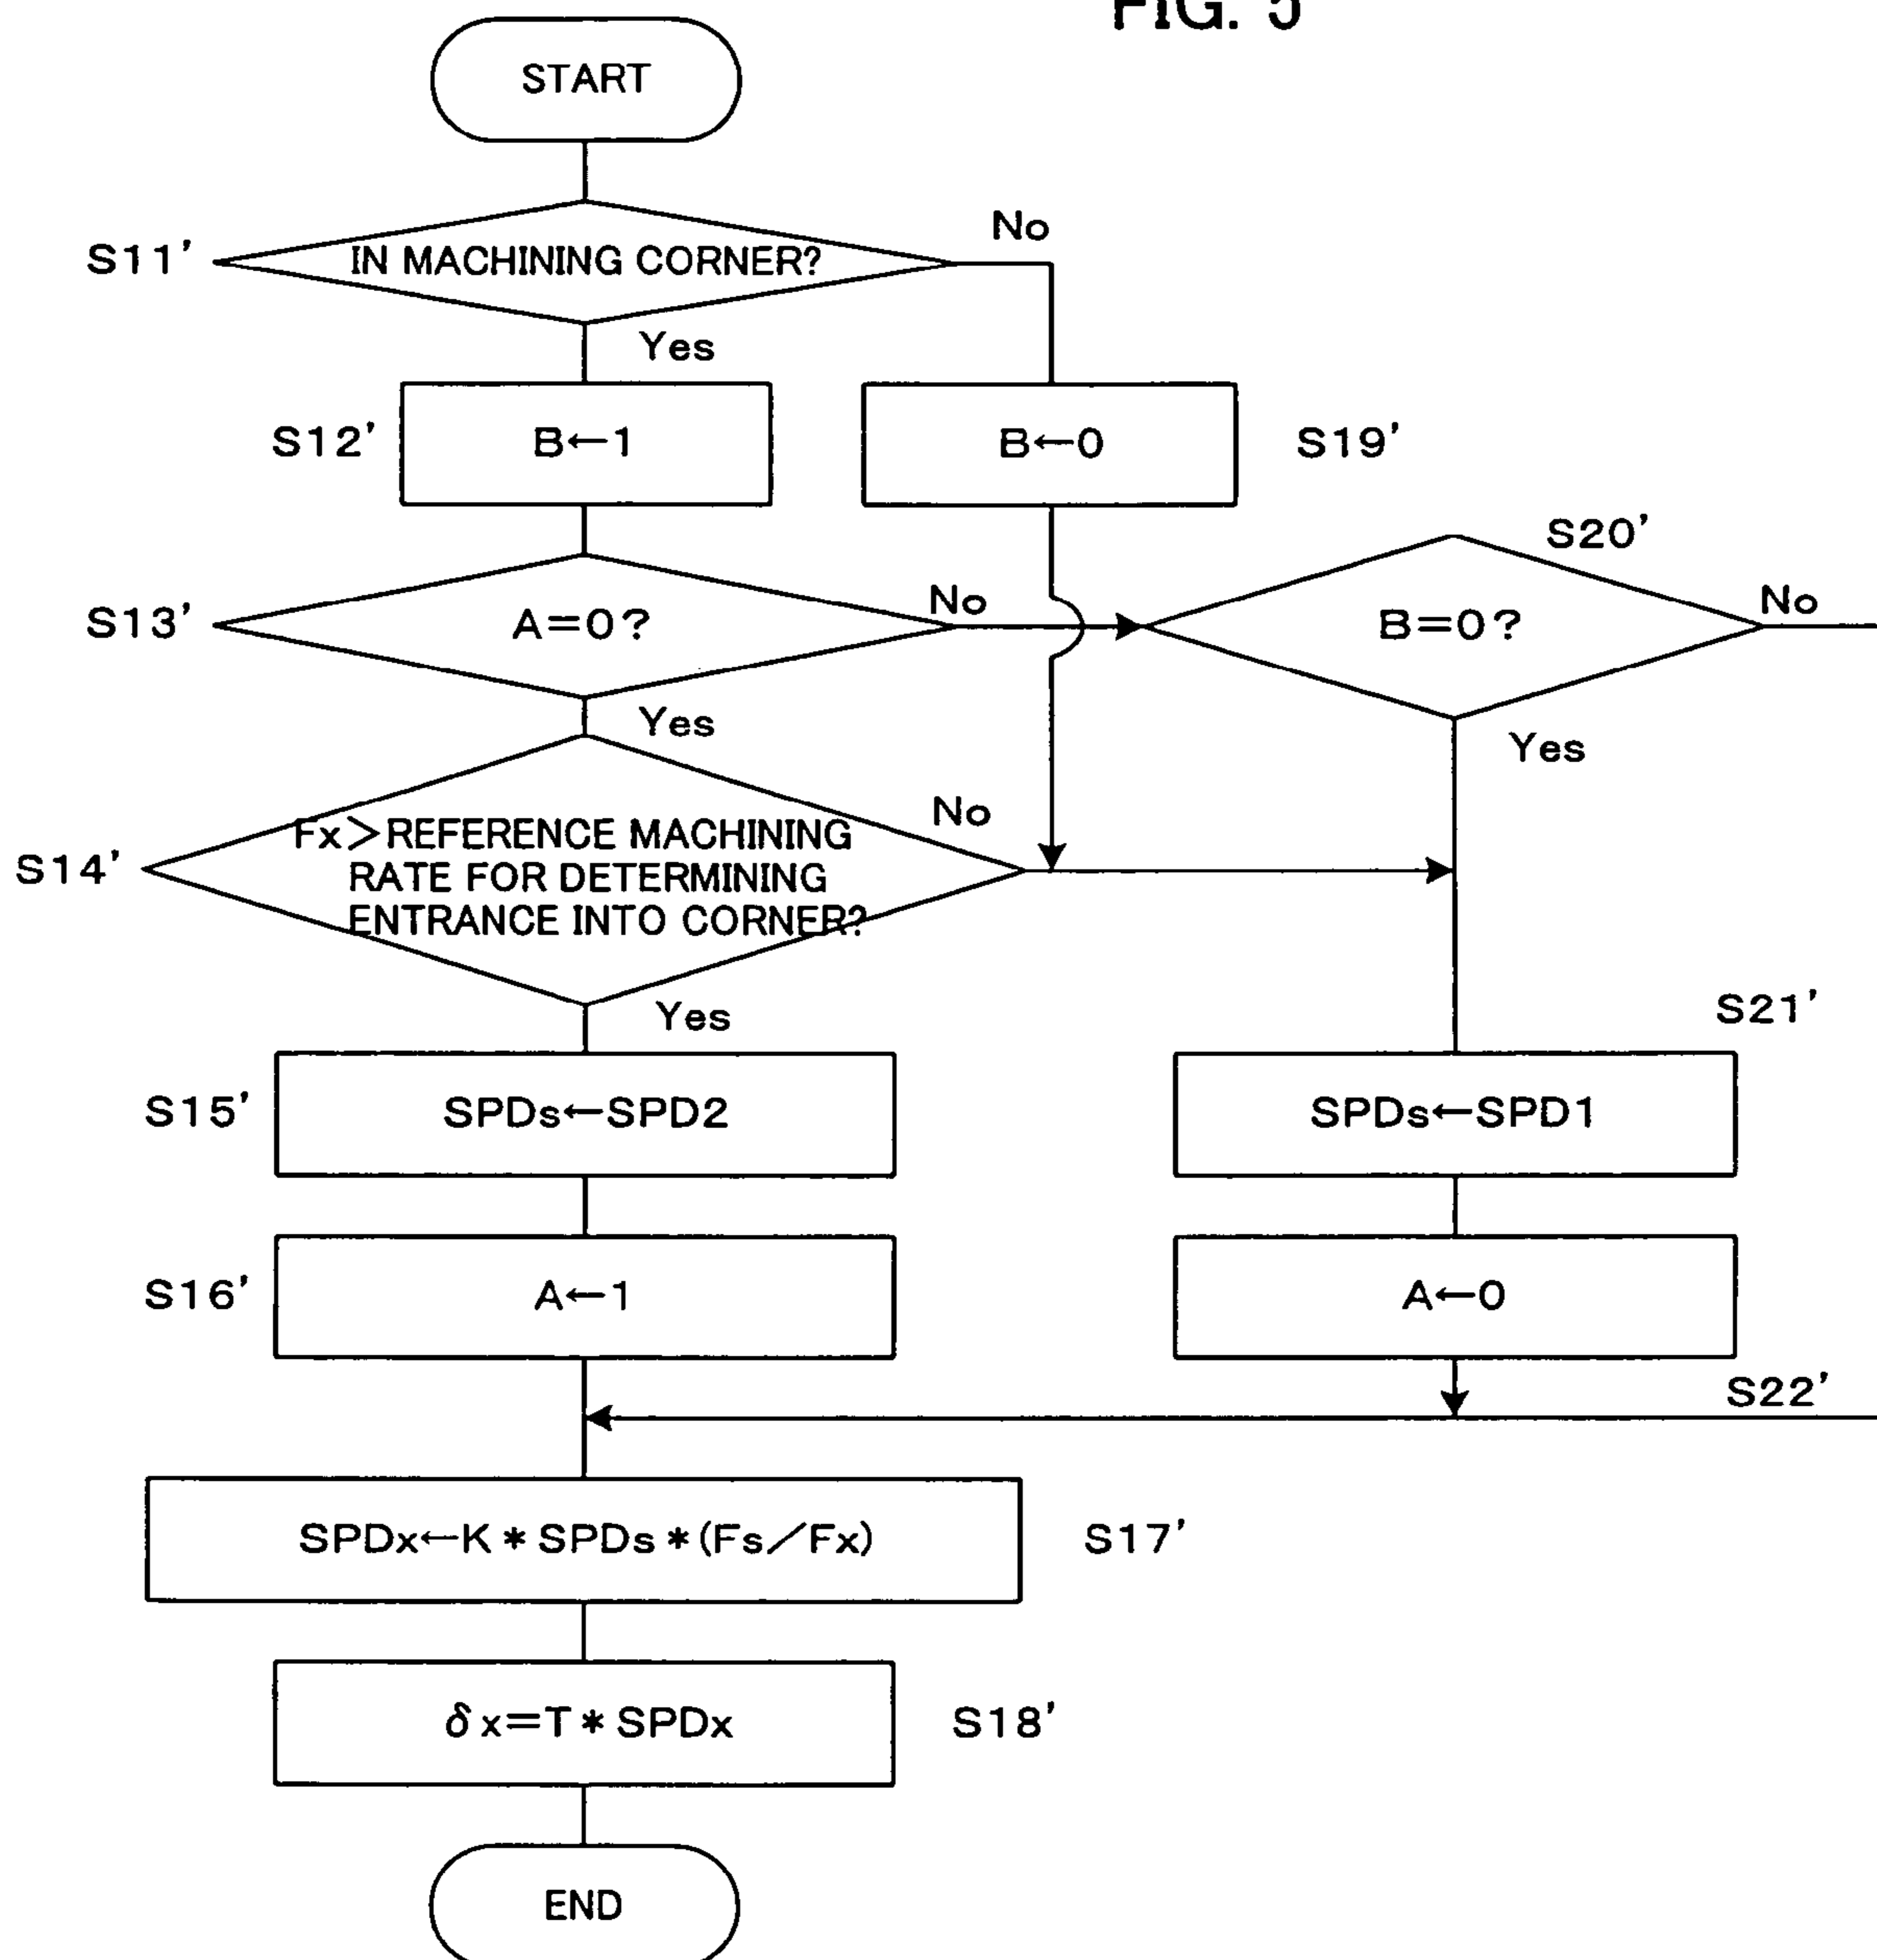 FIG. 5
START
No
S11'
IN MACHINING CORNER?
Yes
S12'
B←1
B←0
S19'
S20'
S13'
A=0?
No
B=0?
No
Yes
Yes
No
S14'
Fx>REFERENCE MACHINING
RATE FOR DETERMINING
ENTRANCE INTO CORNER?
Yes
S21'
S15'
SPDs←SPD2
SPDs←SPD1
S16'
A←1
A←0
S22'
SPDx←K*SPDs*(Fs/Fx)
S17'
δx=T*SPDx
S18'
END